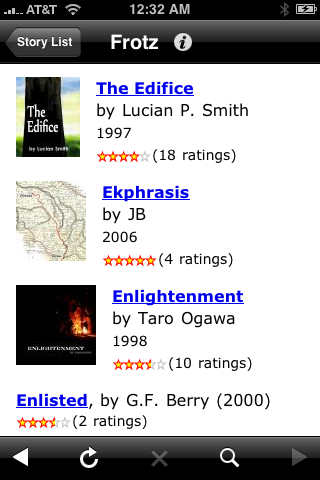 AT&T 12:32 AM
Story List Frotz i
The Edifice
by Lucian Smith
The Edifice
by Lucian P. Smith
1997
(18 ratings)
Ekphrasis
by JB
2006
(4 ratings)
ENLIGHTENMENT
Enlightenment
by Taro Ogawa
1998
(10 ratings)
Enlisted, by G.F. Berry (2000)
(2 ratings)